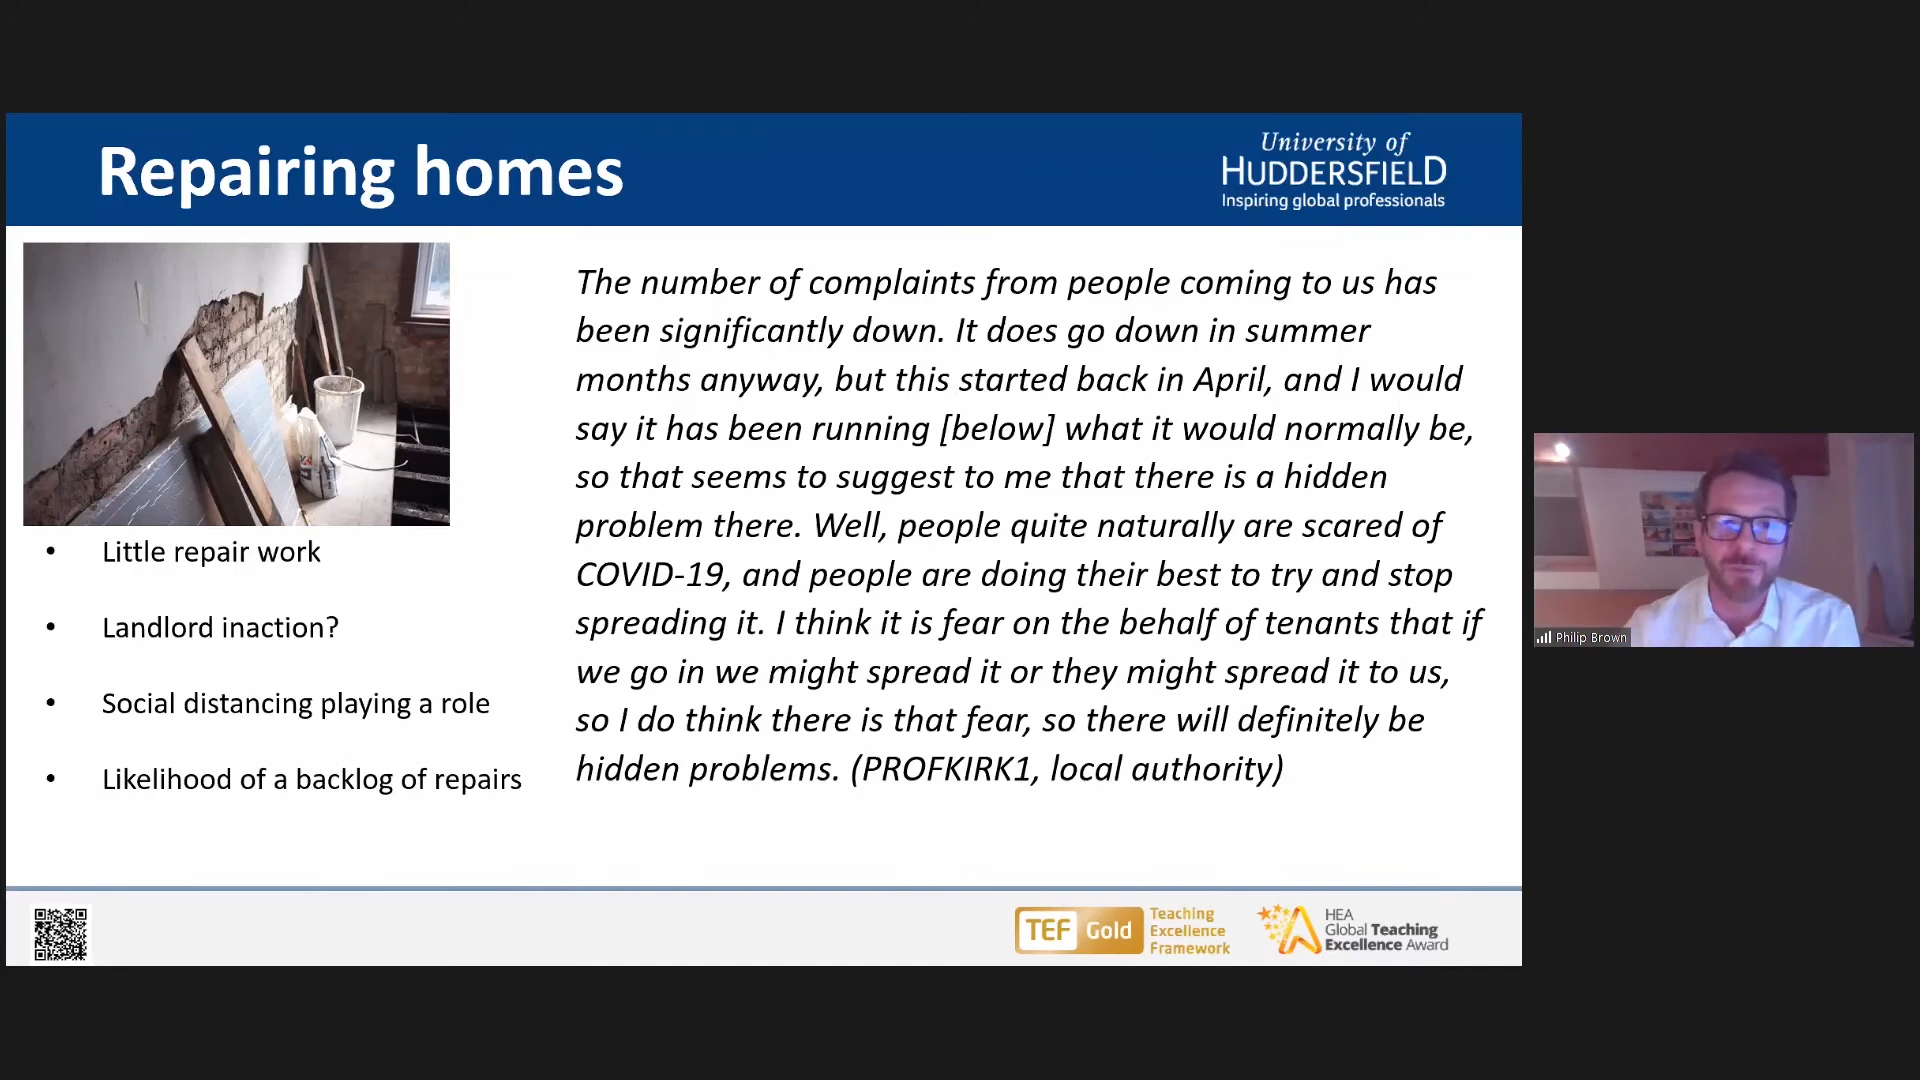 Repairing homes
University of
HUDDERSFIELD
Inspiring global professionals
The number of complaints from people coming to us has
been significantly down. It does go down in summer
months anyway, but this started back in April, and I would
say it has been running [below] what it would normally be,
so that seems to suggest to me that there is a hidden
problem there. Well, people quite naturally are scared of
COVID-19, and people are doing their best to try and stop
spreading it. I think it is fear on the behalf of tenants that if
we go in we might spread it or they might spread it to us,
so I do think there is that fear, so there will definitely be
hidden problems. (PROFKIRK1, local authority)
• Little repair work
• Landlord inaction?
• Social distancing playing a role
• Likelihood of a backlog of repairs
Philip Brown
TEF Gold
Teaching
Excellence
Framework
HEA
Global Teaching
Excellence Award